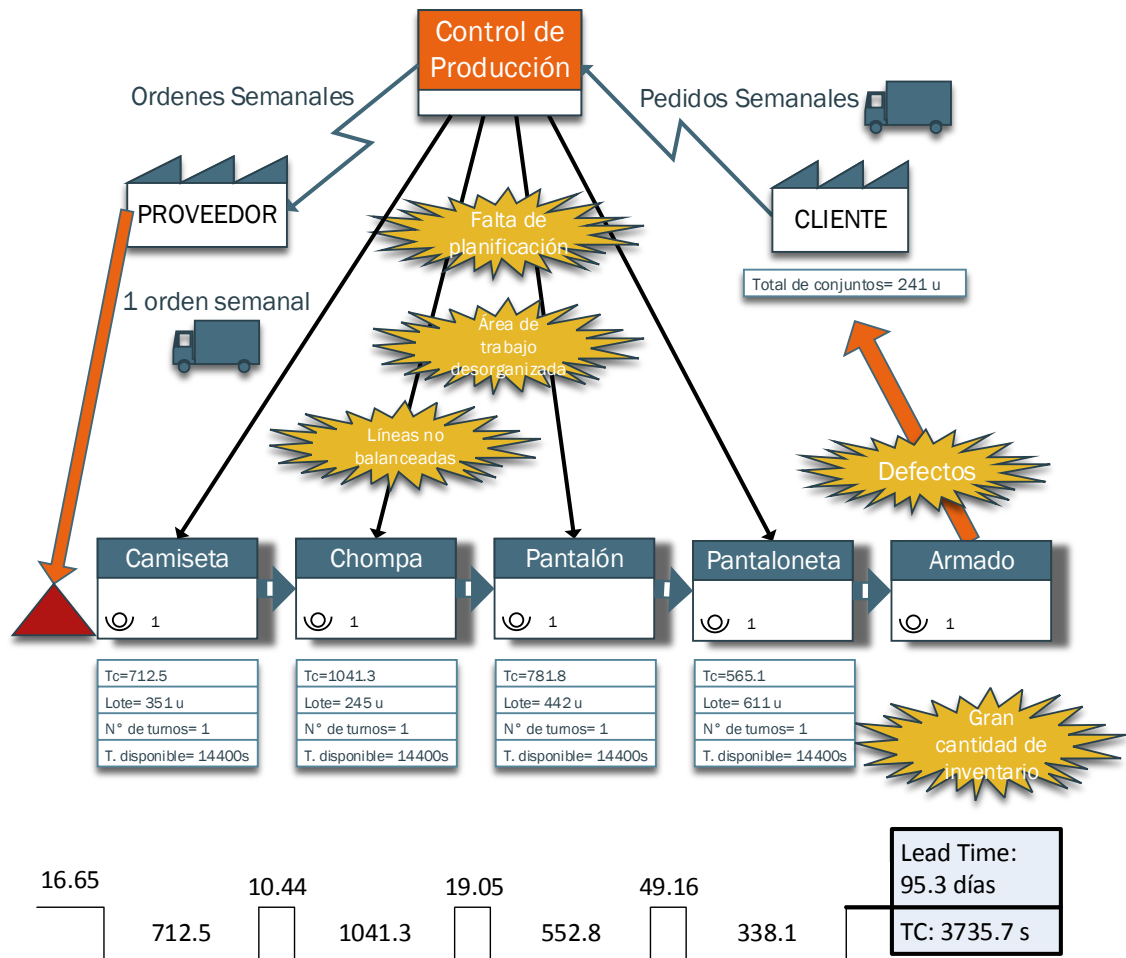 Control de
Producción
Ordenes Semanales
Pedidos Semanales
PROVEEDOR
CLIENTE
Falta de
planificación
Total de conjuntos= 241 u
1 orden semanal
Área de
trabajo
desorganizada
Líneas no
balanceadas
Defectos
Camiseta
Chompa
Pantalón
Pantaloneta
Armado
1
1
1
1
1
Tc=712.5
Lote= 351 u
N° de turnos= 1
T. disponible= 14400s
Tc=1041.3
Lote= 245 u
N° de turnos= 1
T. disponible= 14400s
Tc=781.8
Lote= 442 u
N° de turnos= 1
T. disponible= 14400s
Tc=565.1
Lote= 611 u
N° de turnos= 1
T. disponible= 14400s
Gran
cantidad de
inventario
16.65
10.44
19.05
49.16
712.5
1041.3
552.8
338.1
Lead Time:
95.3 días
TC: 3735.7 s